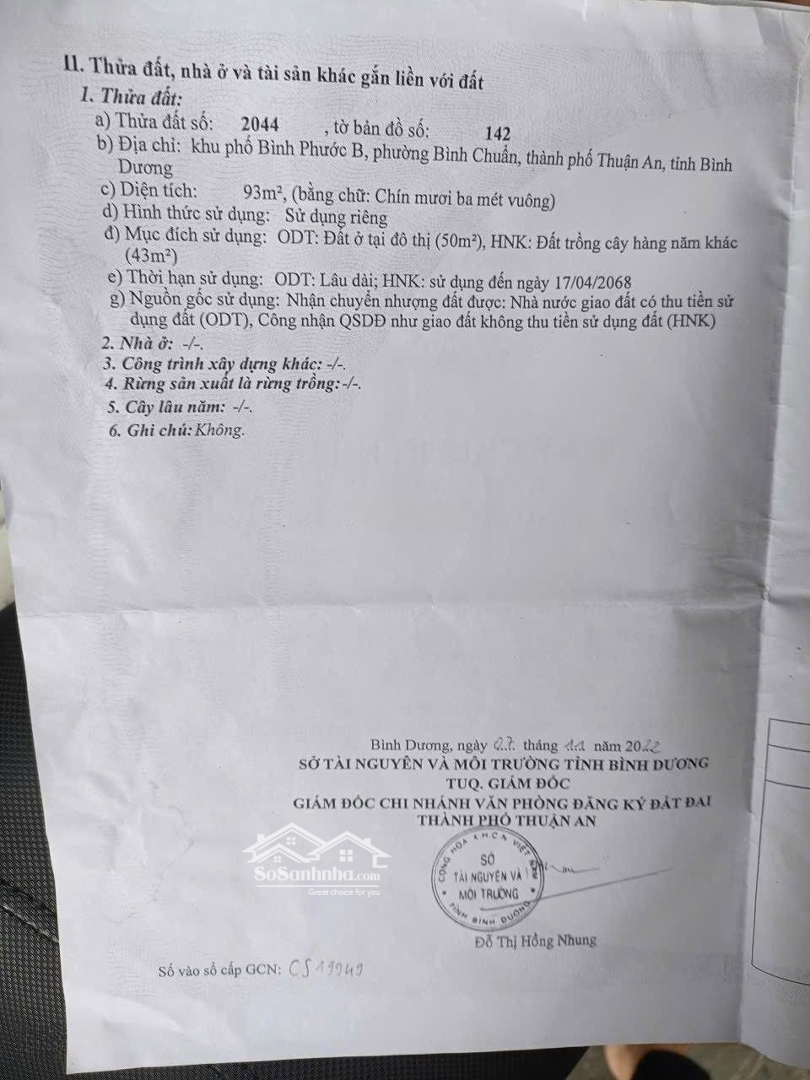 II. Thửa đất, nhà ở và tài sản khác gắn liền với đất
1. Thửa đất:
a) Thửa đất số: 2044 , tờ bản đồ số: 142
b) Địa chỉ: khu phố Bình Phước B, phường Bình Chuẩn, thành phố Thuận An, tỉnh Bình
Dương
c) Diện tích: 93m², (bằng chữ: Chín mươi ba mét vuông)
d) Hình thức sử dụng: Sử dụng riêng
đ) Mục đích sử dụng: ODT: Đất ở tại đô thị (50m²), HNK: Đất trồng cây hàng năm khác
(43m²)
e) Thời hạn sử dụng: ODT: Lâu dài; HNK: sử dụng đến ngày 17/04/2068
g) Nguồn gốc sử dụng: Nhận chuyển nhượng đất được: Nhà nước giao đất có thu tiền sử
dụng đất (ODT), Công nhận QSDĐ như giao đất không thu tiền sử dụng đất (HNK)
2. Nhà ở: -/-.
3. Công trình xây dựng khác: -/-.
4. Rừng sản xuất là rừng trồng: -/-.
5. Cây lâu năm: -/-.
6. Ghi chú: Không.
Bình Dương, ngày 07 tháng năm 2022
SỞ TÀI NGUYÊN VÀ MÔI TRƯỜNG TỈNH BÌNH DƯƠNG
TUQ. GIÁM ĐỐC
GIÁM ĐỐC CHI NHÁNH VĂN PHÒNG ĐĂNG KÝ ĐẤT ĐAI
THÀNH PHỐ THUẬN AN
CỘNG HÒA X.H.C.N VIỆT NAM
SỞ
TÀI NGUYÊN VÀ
MÔI TRƯỜNG
TỈNH BÌNH DƯƠNG
SoSanhnha.com
Great choice for you
Đỗ Thị Hồng Nhung
Số vào sổ cấp GCN: CS19949